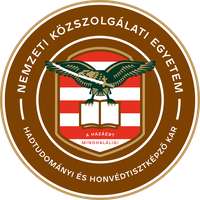 NEMZETI KÖZSZOLGÁLATI EGYETEM
A HAZÁÉRT
MINDHALÁLIG!
HADTUDOMÁNYI ÉS HONVÉDTISZTKÉPZŐ KAR